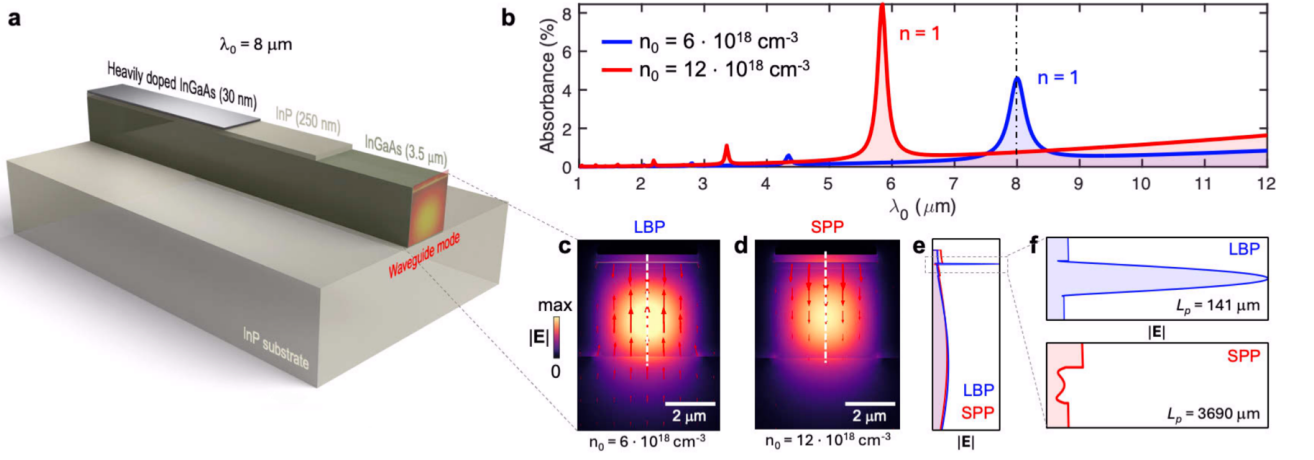 a
λ₀ = 8 μm
Heavily doped InGaAs (30 nm)
InP (250 nm)
InGaAs (3.5 μm)
Waveguide mode
InP substrate
b
Absorbance (%)
8
6
4
2
0
n₀ = 6 · 10¹⁸ cm⁻³
n₀ = 12 · 10¹⁸ cm⁻³
n = 1
n = 1
1 2 3 4 5 6 7 8 9 10 11 12
λ₀ (μm)
c
LBP
max
|E|
0
2 μm
n₀ = 6 · 10¹⁸ cm⁻³
d
SPP
2 μm
n₀ = 12 · 10¹⁸ cm⁻³
e
LBP
SPP
|E|
f
LBP
Lₚ = 141 μm
|E|
SPP
Lₚ = 3690 μm